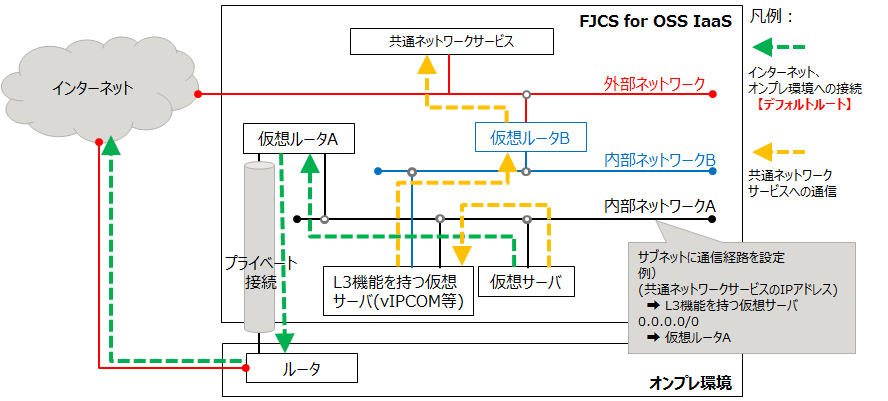 FJCS for OSS IaaS
凡例：
共通ネットワークサービス
インターネット
外部ネットワーク
インターネット、
オンプレ環境への接続
【デフォルトルート】
仮想ルータA
仮想ルータB
内部ネットワークB
共通ネットワーク
サービスへの通信
内部ネットワークA
プライベート
接続
L3機能を持つ仮想
サーバ(vIPCOM等)
仮想サーバ
サブネットに通信経路を設定
例)
(共通ネットワークサービスのIPアドレス)
➡ L3機能を持つ仮想サーバ
0.0.0.0/0
➡ 仮想ルータA
ルータ
オンプレ環境